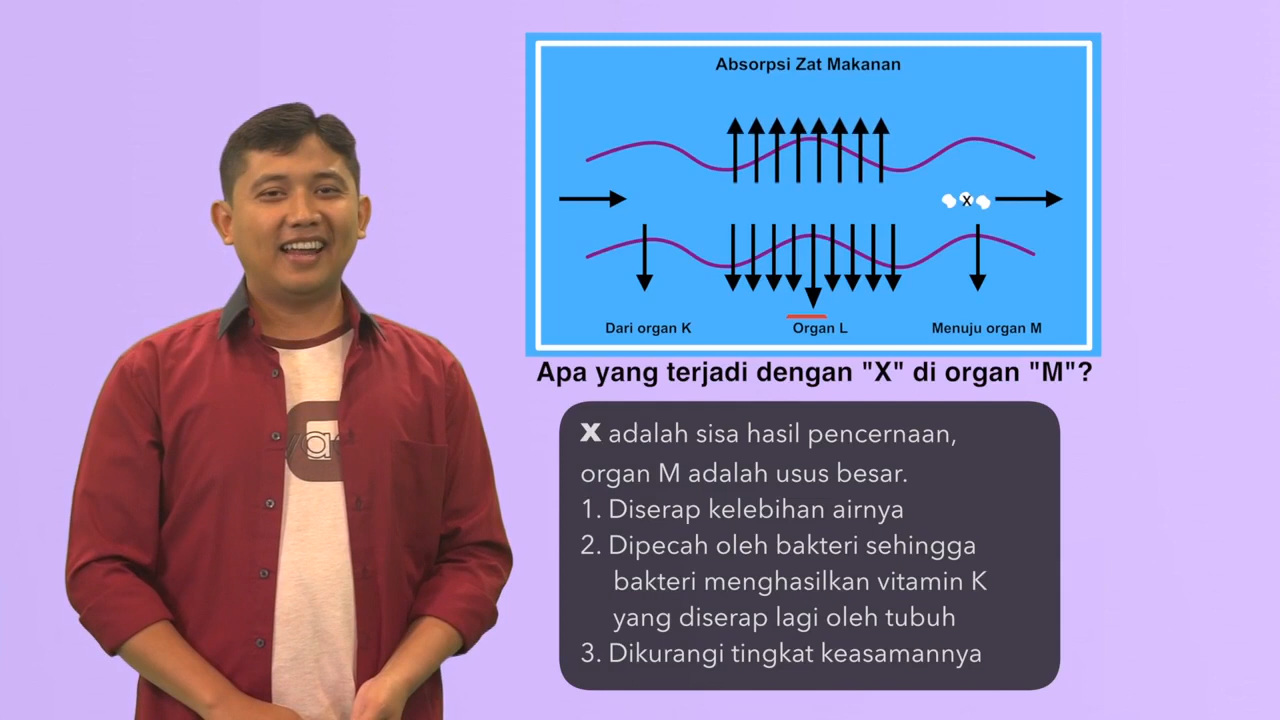 Absorpsi Zat Makanan
X
Dari organ K
Organ L
Menuju organ M
Apa yang terjadi dengan "X" di organ "M"?
X adalah sisa hasil pencernaan,
organ M adalah usus besar.
1. Diserap kelebihan airnya
2. Dipecah oleh bakteri sehingga
bakteri menghasilkan vitamin K
yang diserap lagi oleh tubuh
3. Dikurangi tingkat keasamannya